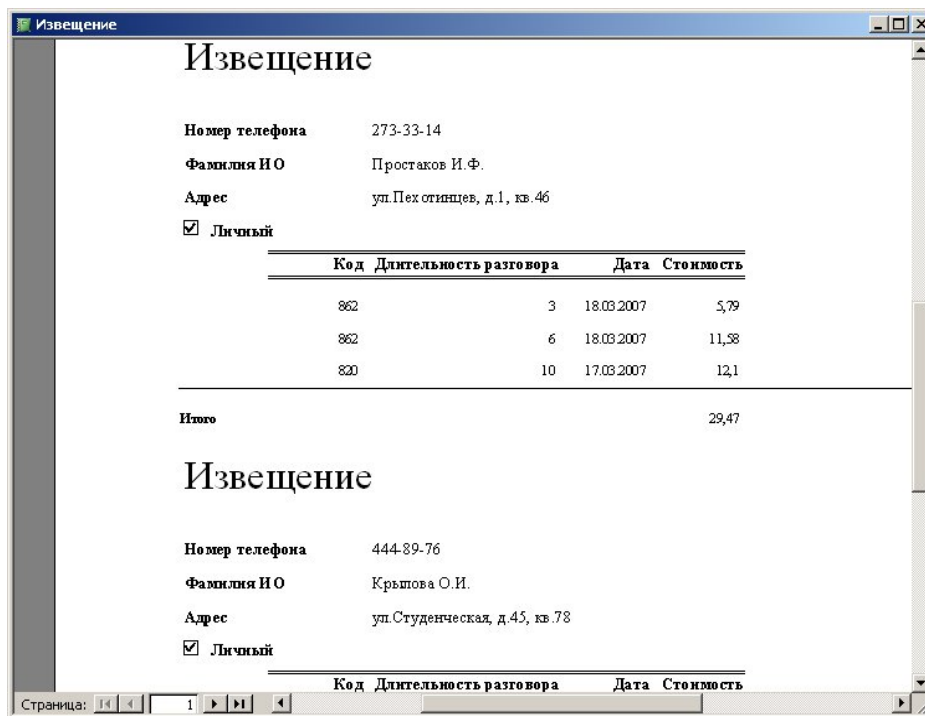 Извещение
Извещение
Номер телефона 273-33-14
Фамилия И О Простаков И.Ф.
Адрес ул.Пехотинцев, д.1, кв.46
Личный
Код Длительность разговора Дата Стоимость
862 3 18.03.2007 5,79
862 6 18.03.2007 11,58
820 10 17.03.2007 12,1
Итого 29,47
Извещение
Номер телефона 444-89-76
Фамилия И О Крылова О.И.
Адрес ул.Студенческая, д.45, кв.78
Личный
Код Длительность разговора Дата Стоимость
Страница: 1